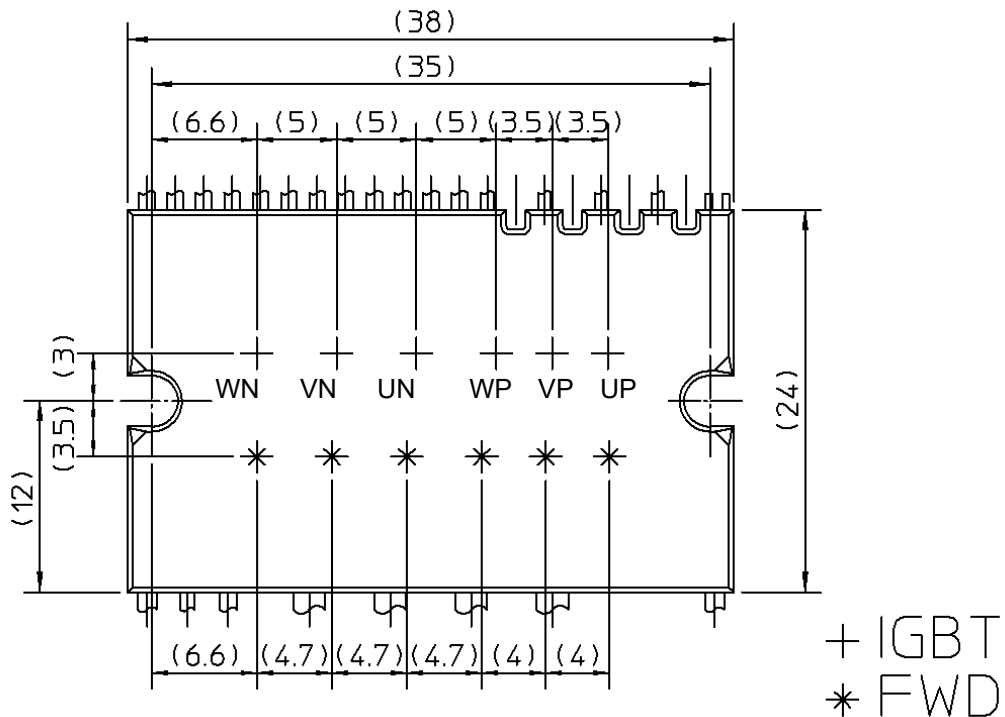 (38)
(35)
(6.6) (5) (5) (5) (3.5) (3.5)
(3)
WN VN UN WP VP UP
(3.5)
(24)
(12)
(6.6) (4.7) (4.7) (4.7) (4) (4)
IGBT
FWD